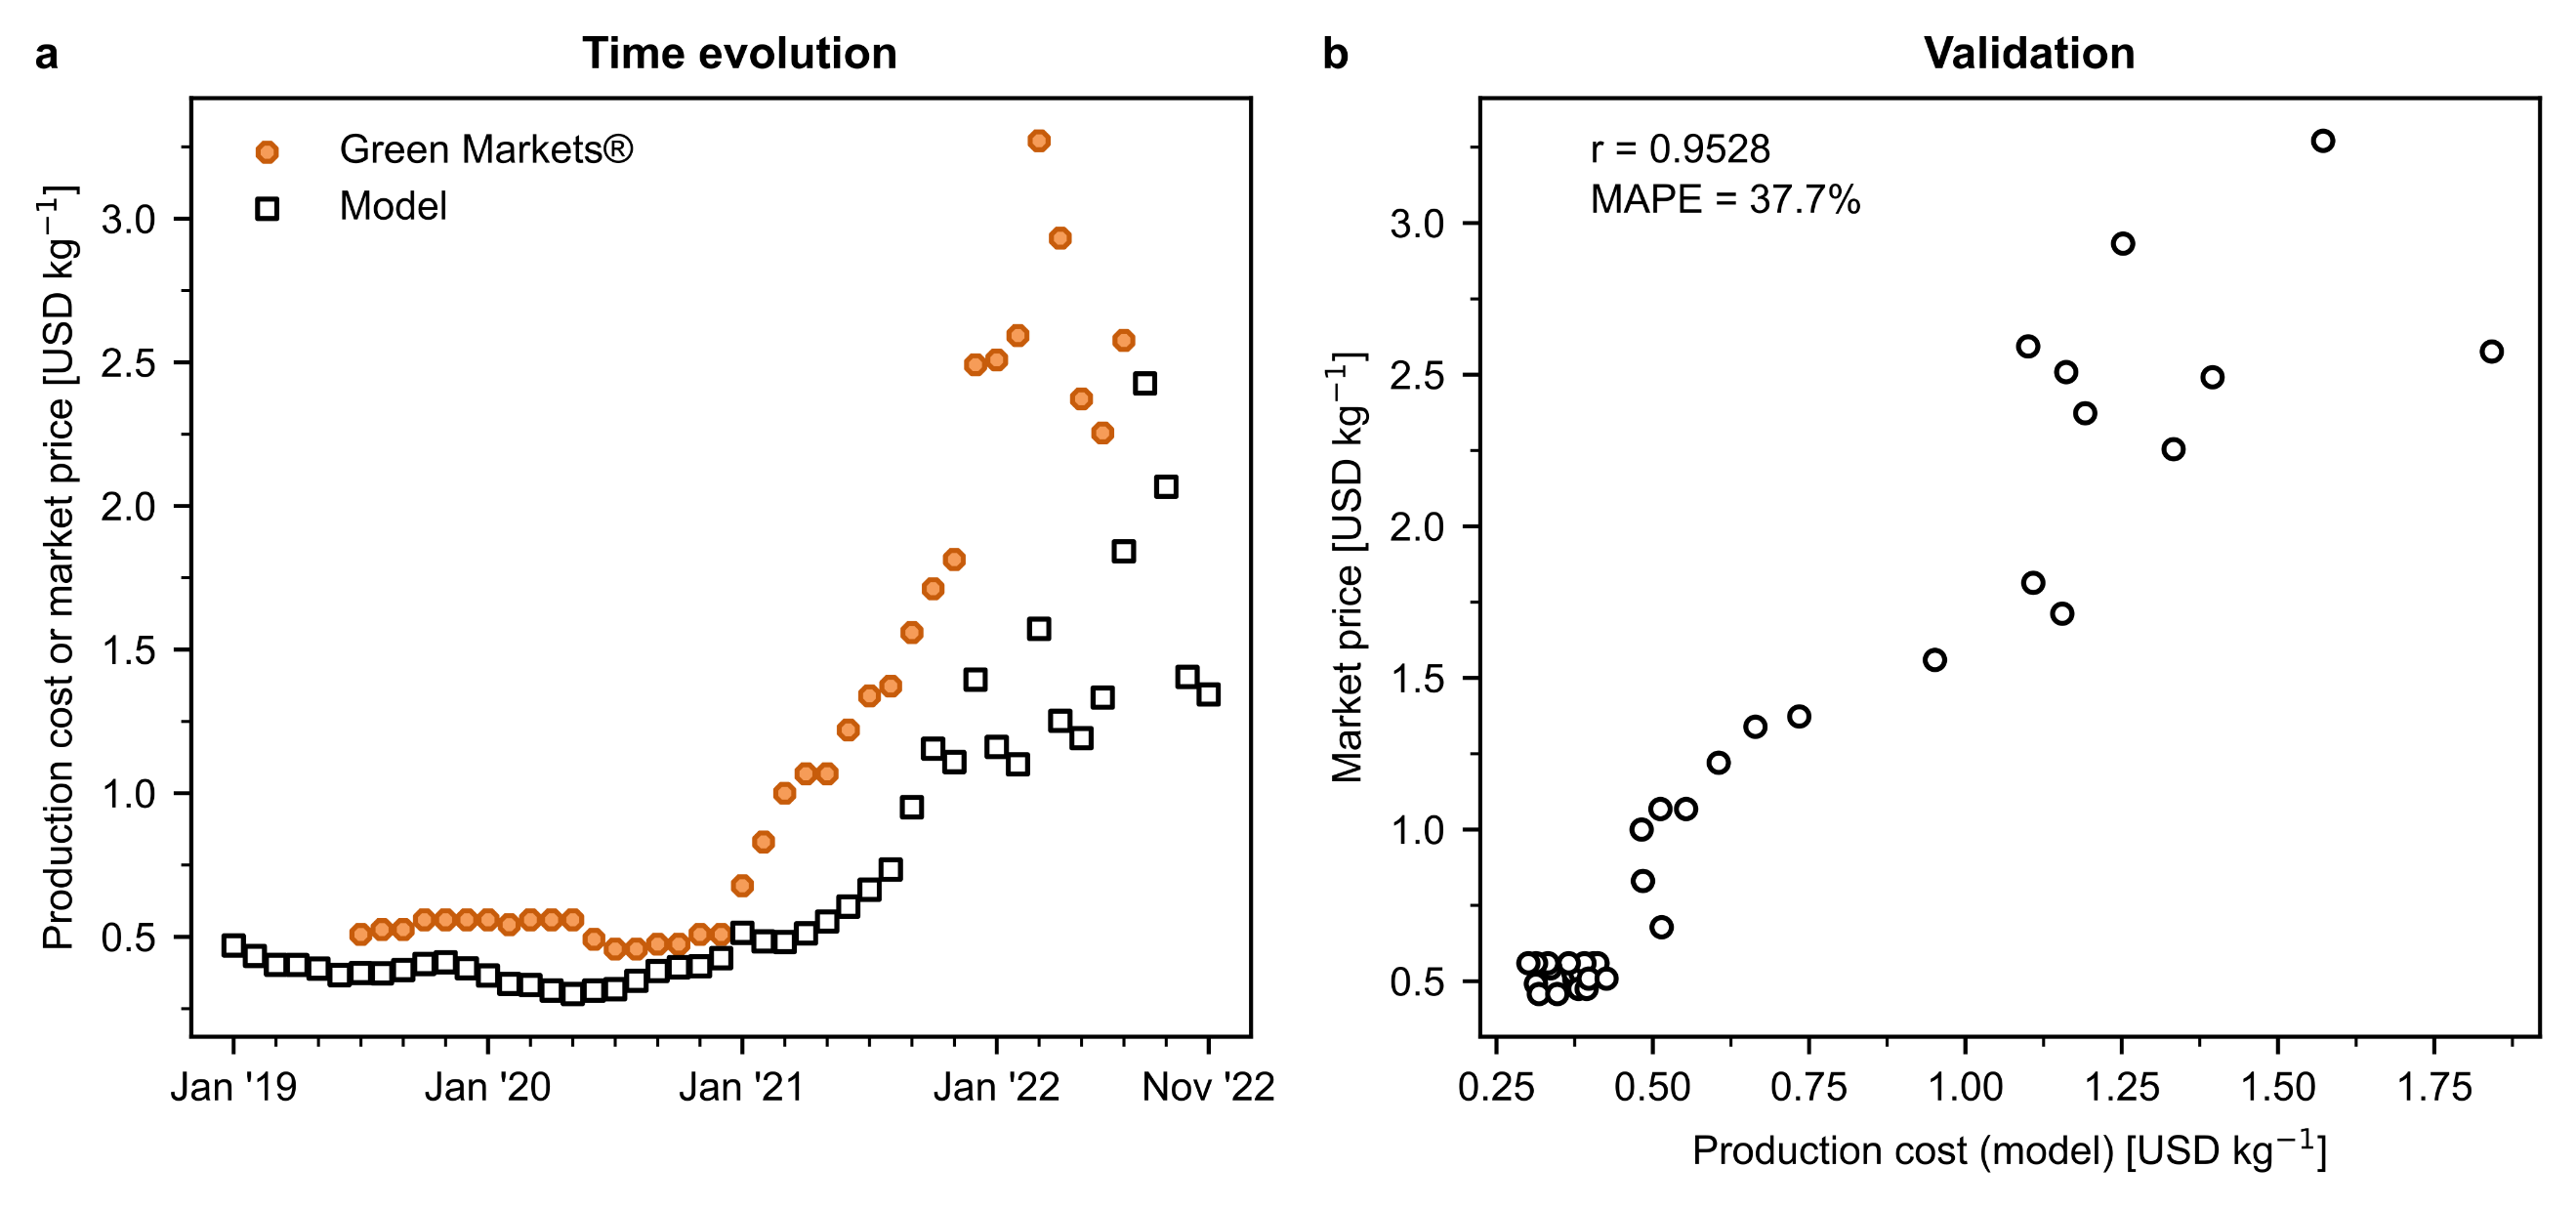 a
Time evolution
Production cost or market price [USD kg⁻¹]
3.0
2.5
2.0
1.5
1.0
0.5
Green Markets®
Model
Jan '19
Jan '20
Jan '21
Jan '22
Nov '22
b
Validation
Market price [USD kg⁻¹]
3.0
2.5
2.0
1.5
1.0
0.5
r = 0.9528
MAPE = 37.7%
0.25
0.50
0.75
1.00
1.25
1.50
1.75
Production cost (model) [USD kg⁻¹]